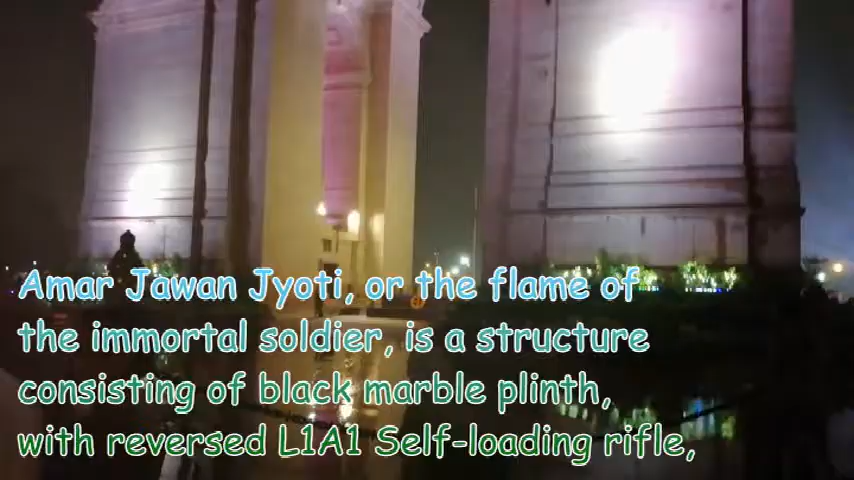 Amar Jawan Jyoti, or the flame of
the immortal soldier, is a structure
consisting of black marble plinth,
with reversed L1A1 Self-loading rifle,